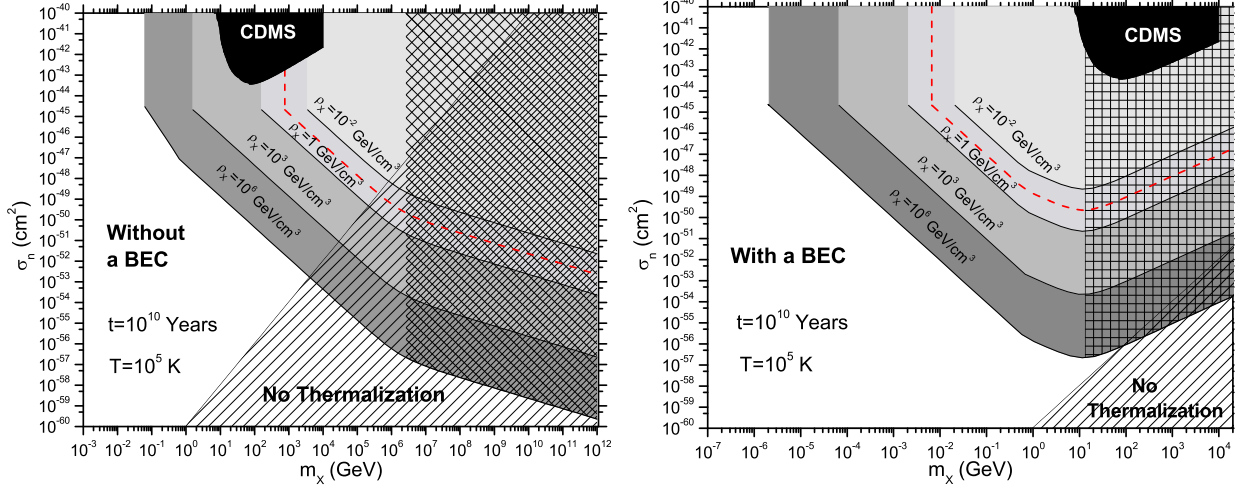 10⁻⁴⁰
10⁻⁴¹
10⁻⁴²
10⁻⁴³
10⁻⁴⁴
10⁻⁴⁵
10⁻⁴⁶
10⁻⁴⁷
10⁻⁴⁸
10⁻⁴⁹
10⁻⁵⁰
10⁻⁵¹
10⁻⁵²
10⁻⁵³
10⁻⁵⁴
10⁻⁵⁵
10⁻⁵⁶
10⁻⁵⁷
10⁻⁵⁸
10⁻⁵⁹
10⁻⁶⁰
σₙ (cm²)
CDMS
ρₓ=10⁻² GeV/cm³
ρₓ=1 GeV/cm³
ρₓ=10³ GeV/cm³
ρₓ=10⁶ GeV/cm³
Without
a BEC
t=10¹⁰ Years
T=10⁵ K
No Thermalization
10⁻³ 10⁻² 10⁻¹ 10⁰ 10¹ 10² 10³ 10⁴ 10⁵ 10⁶ 10⁷ 10⁸ 10⁹ 10¹⁰ 10¹¹ 10¹²
mₓ (GeV)
10⁻⁴⁰
10⁻⁴¹
10⁻⁴²
10⁻⁴³
10⁻⁴⁴
10⁻⁴⁵
10⁻⁴⁶
10⁻⁴⁷
10⁻⁴⁸
10⁻⁴⁹
10⁻⁵⁰
10⁻⁵¹
10⁻⁵²
10⁻⁵³
10⁻⁵⁴
10⁻⁵⁵
10⁻⁵⁶
10⁻⁵⁷
10⁻⁵⁸
10⁻⁵⁹
10⁻⁶⁰
σₙ (cm²)
CDMS
ρₓ=10⁻² GeV/cm³
ρₓ=1 GeV/cm³
ρₓ=10³ GeV/cm³
ρₓ=10⁶ GeV/cm³
With a BEC
t=10¹⁰ Years
T=10⁵ K
No
Thermalization
10⁻⁷ 10⁻⁶ 10⁻⁵ 10⁻⁴ 10⁻³ 10⁻² 10⁻¹ 10⁰ 10¹ 10² 10³ 10⁴
mₓ (GeV)